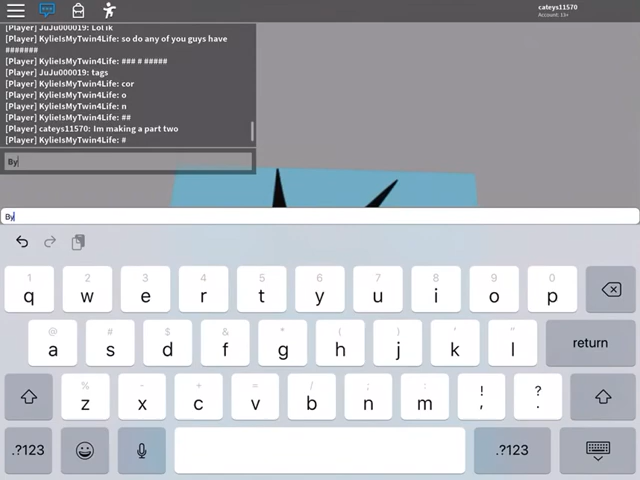 cateys11570
Account: 13+
[Player] JuJu000019: Lol ik
[Player] KylieIsMyTwin4Life: so do any of you guys have
#######
[Player] KylieIsMyTwin4Life: ### # #####
[Player] JuJu000019: tags
[Player] KylieIsMyTwin4Life: cor
[Player] KylieIsMyTwin4Life: o
[Player] KylieIsMyTwin4Life: n
[Player] KylieIsMyTwin4Life: ##
[Player] cateys11570: Im making a part two
[Player] KylieIsMyTwin4Life: #
By
By
1 2 3 4 5 6 7 8 9 0
q w e r t y u i o p
@ # $ & * ( ) ' "
a s d f g h j k l return
% - + = / ; : ! ?
z x c v b n m , .
.?123 .?123